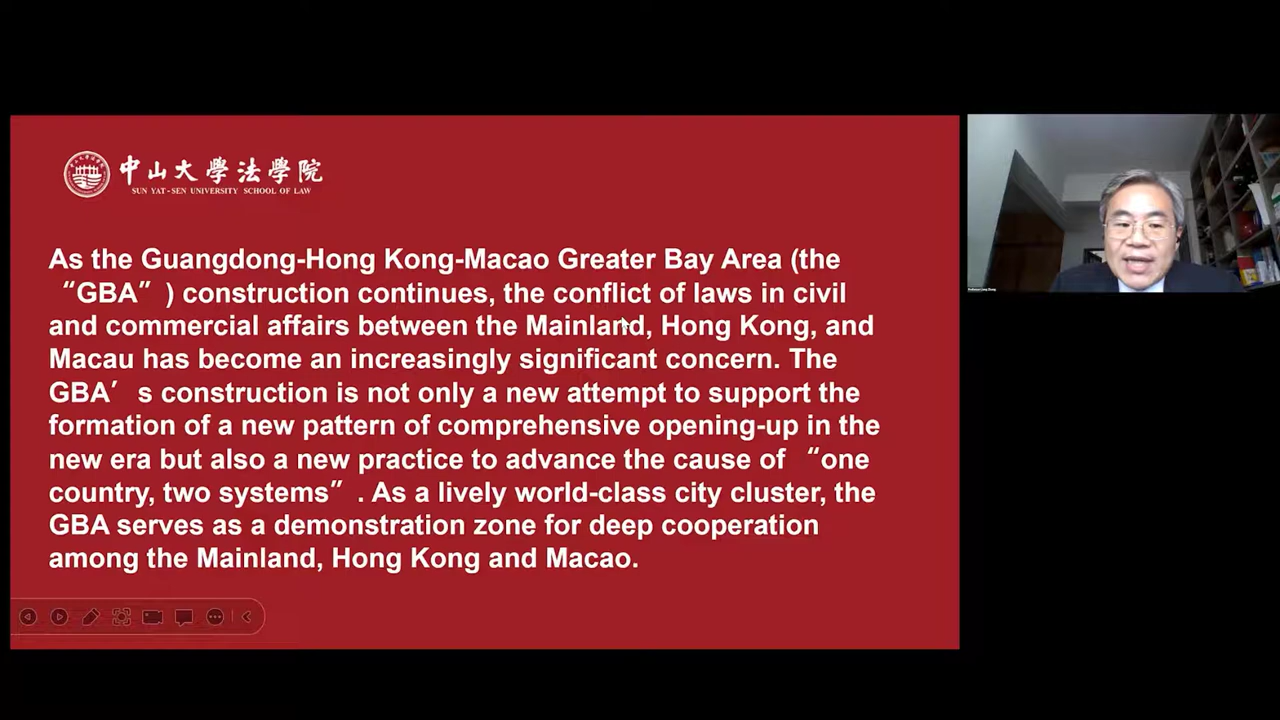 中山大學法學院
SUN YAT-SEN UNIVERSITY SCHOOL OF LAW
As the Guangdong-Hong Kong-Macao Greater Bay Area (the
“GBA”) construction continues, the conflict of laws in civil
and commercial affairs between the Mainland, Hong Kong, and
Macau has become an increasingly significant concern. The
GBA’s construction is not only a new attempt to support the
formation of a new pattern of comprehensive opening-up in the
new era but also a new practice to advance the cause of “one
country, two systems”. As a lively world-class city cluster, the
GBA serves as a demonstration zone for deep cooperation
among the Mainland, Hong Kong and Macao.